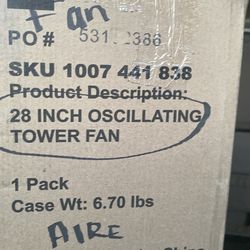 Fan
PO #
SKU 1007 441 838
Product Description:
28 INCH OSCILLATING
TOWER FAN
1 Pack
Case Wt: 6.70 lbs
AIRE